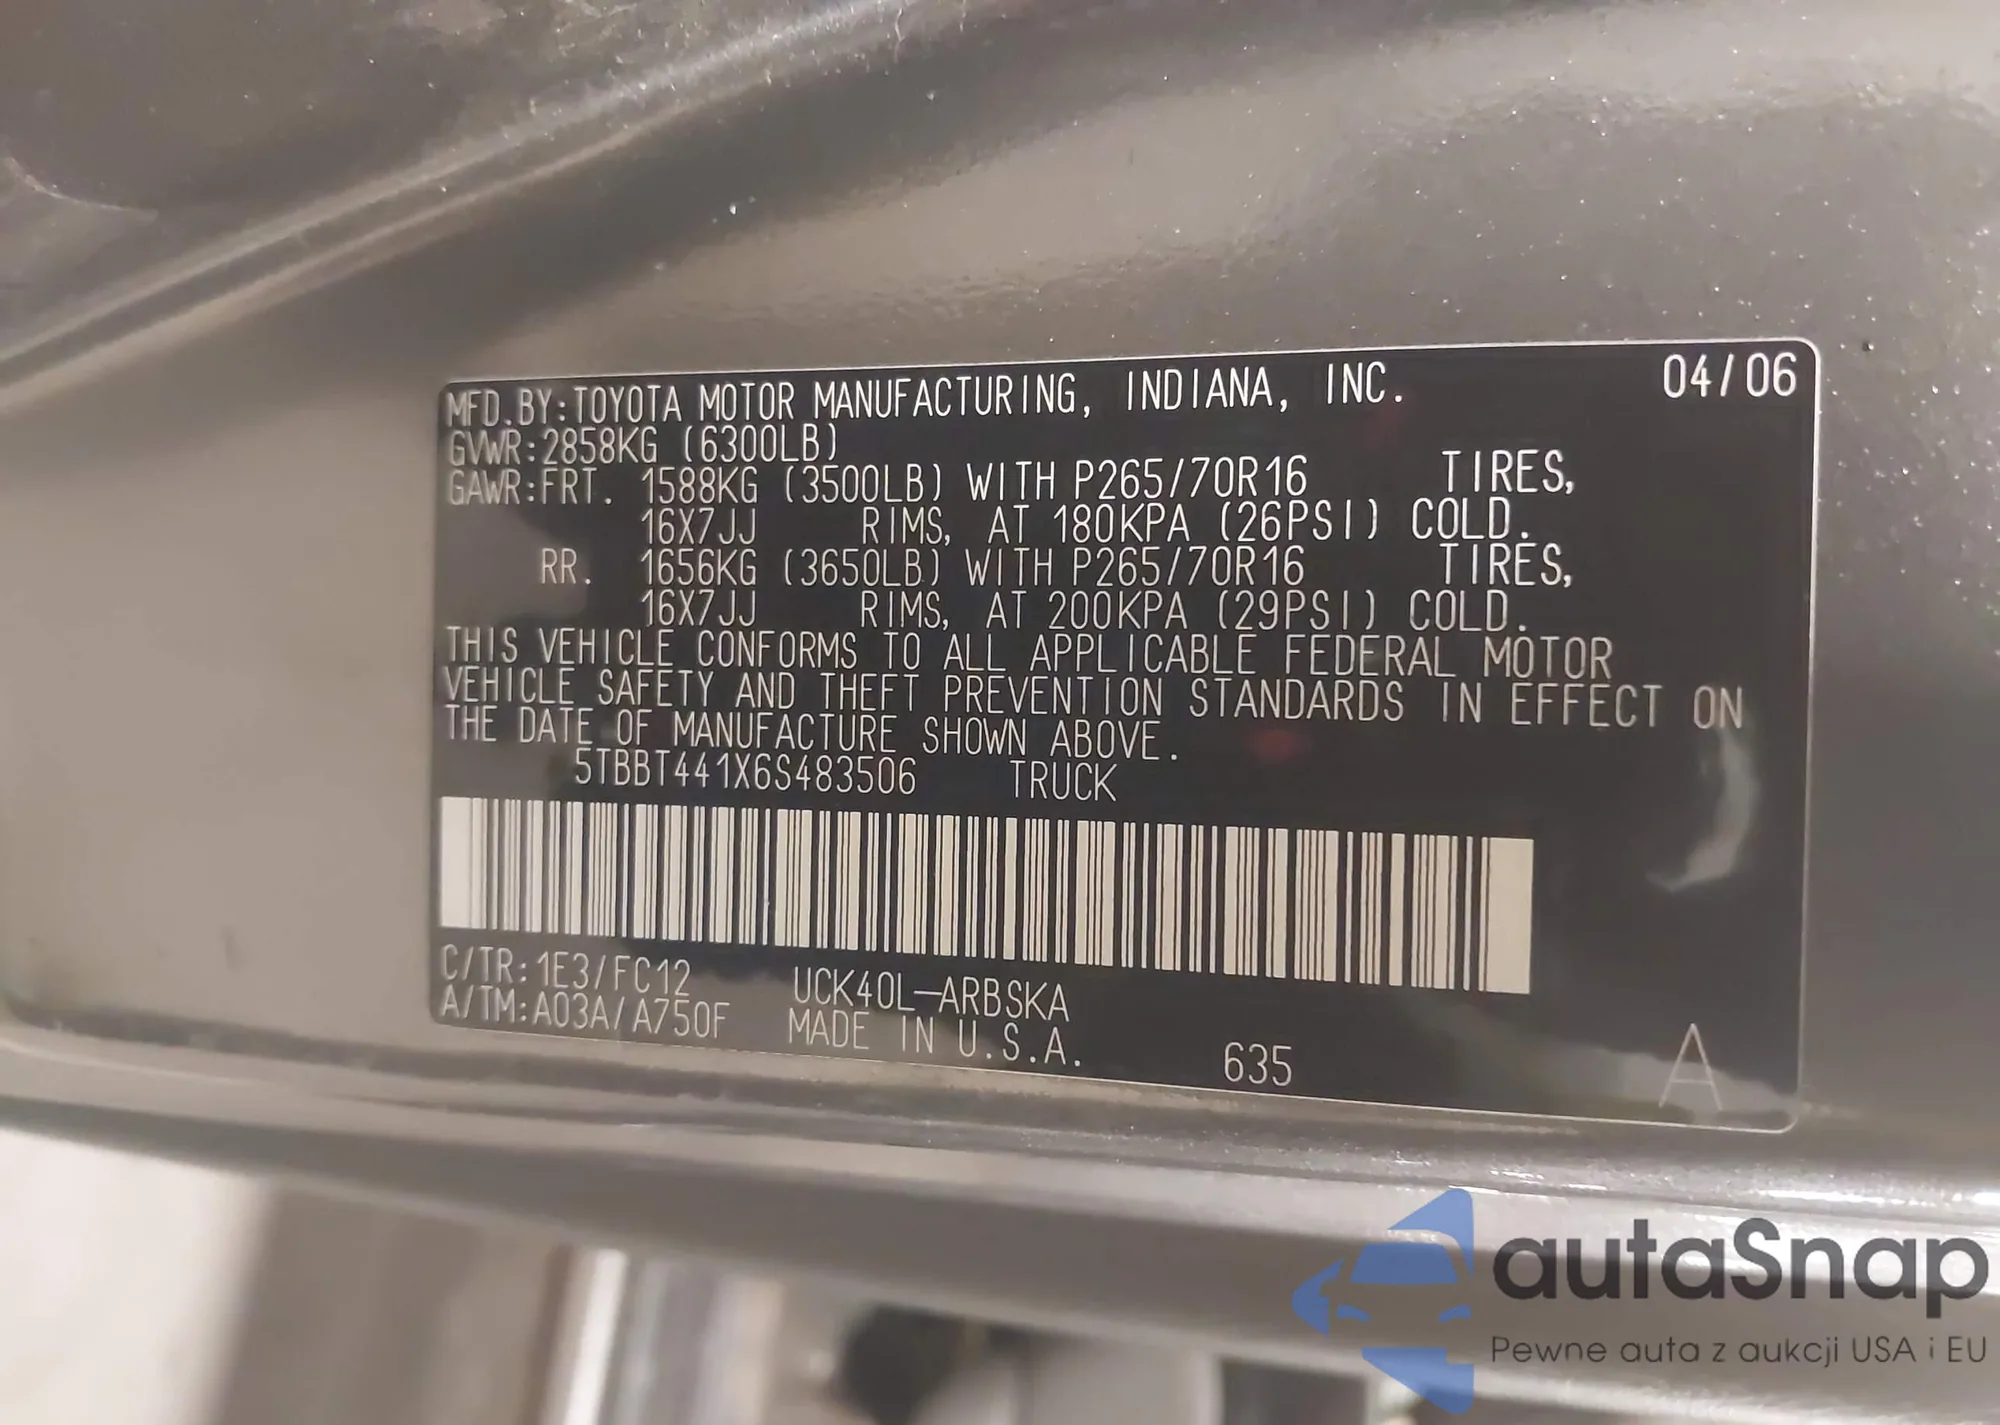 MFD.BY:TOYOTA MOTOR MANUFACTURING, INDIANA, INC. 04/06
GVWR:2858KG (6300LB)
GAWR:FRT. 1588KG (3500LB) WITH P265/70R16 TIRES,
16X7JJ RIMS, AT 180KPA (26PSI) COLD.
RR. 1656KG (3650LB) WITH P265/70R16 TIRES,
16X7JJ RIMS, AT 200KPA (29PSI) COLD.
THIS VEHICLE CONFORMS TO ALL APPLICABLE FEDERAL MOTOR
VEHICLE SAFETY AND THEFT PREVENTION STANDARDS IN EFFECT ON
THE DATE OF MANUFACTURE SHOWN ABOVE.
5TBBT441X6S483506 TRUCK
C/TR:1E3/FC12 UCK40L-ARBSKA
A/TM:A03A/A750F MADE IN U.S.A. 635 A
autaSnap
Pewne auta z aukcji USA i EU